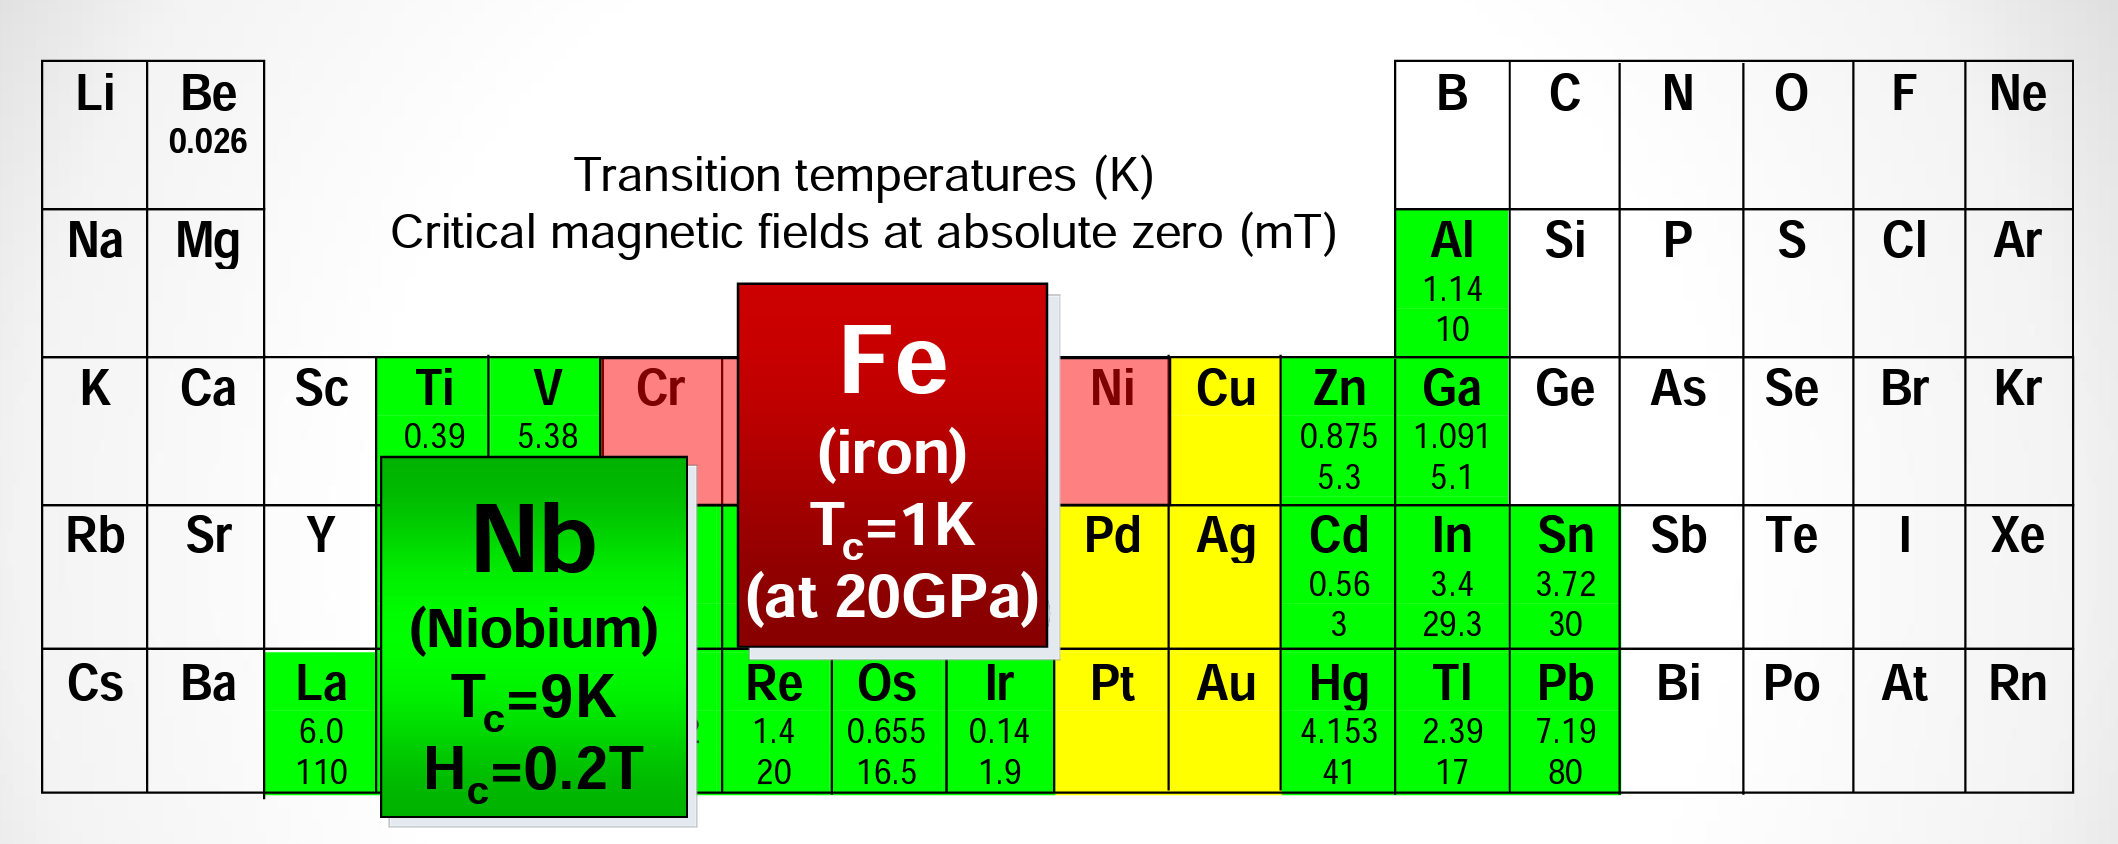 Li Be B C N O F Ne
0.026
Transition temperatures (K)
Critical magnetic fields at absolute zero (mT)
Na Mg Al Si P S Cl Ar
1.14
10
K Ca Sc Ti V Cr Ni Cu Zn Ga Ge As Se Br Kr
0.39 5.38 0.875 1.091
5.3 5.1
Fe
(iron)
Tc=1K
(at 20GPa)
Rb Sr Y Pd Ag Cd In Sn Sb Te I Xe
0.56 3.4 3.72
3 29.3 30
Nb
(Niobium)
Tc=9K
Hc=0.2T
Cs Ba La Re Os Ir Pt Au Hg Tl Pb Bi Po At Rn
6.0 1.4 0.655 0.14 4.153 2.39 7.19
110 20 16.5 1.9 41 17 80